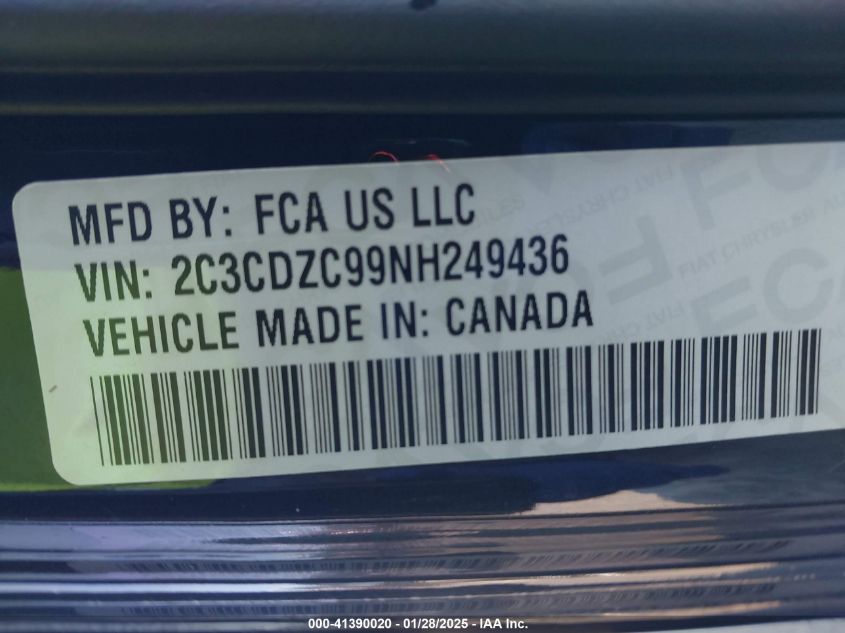 MFD BY: FCA US LLC
VIN: 2C3CDZC99NH249436
VEHICLE MADE IN: CANADA
000-41390020 - 01/28/2025 - IAA Inc.